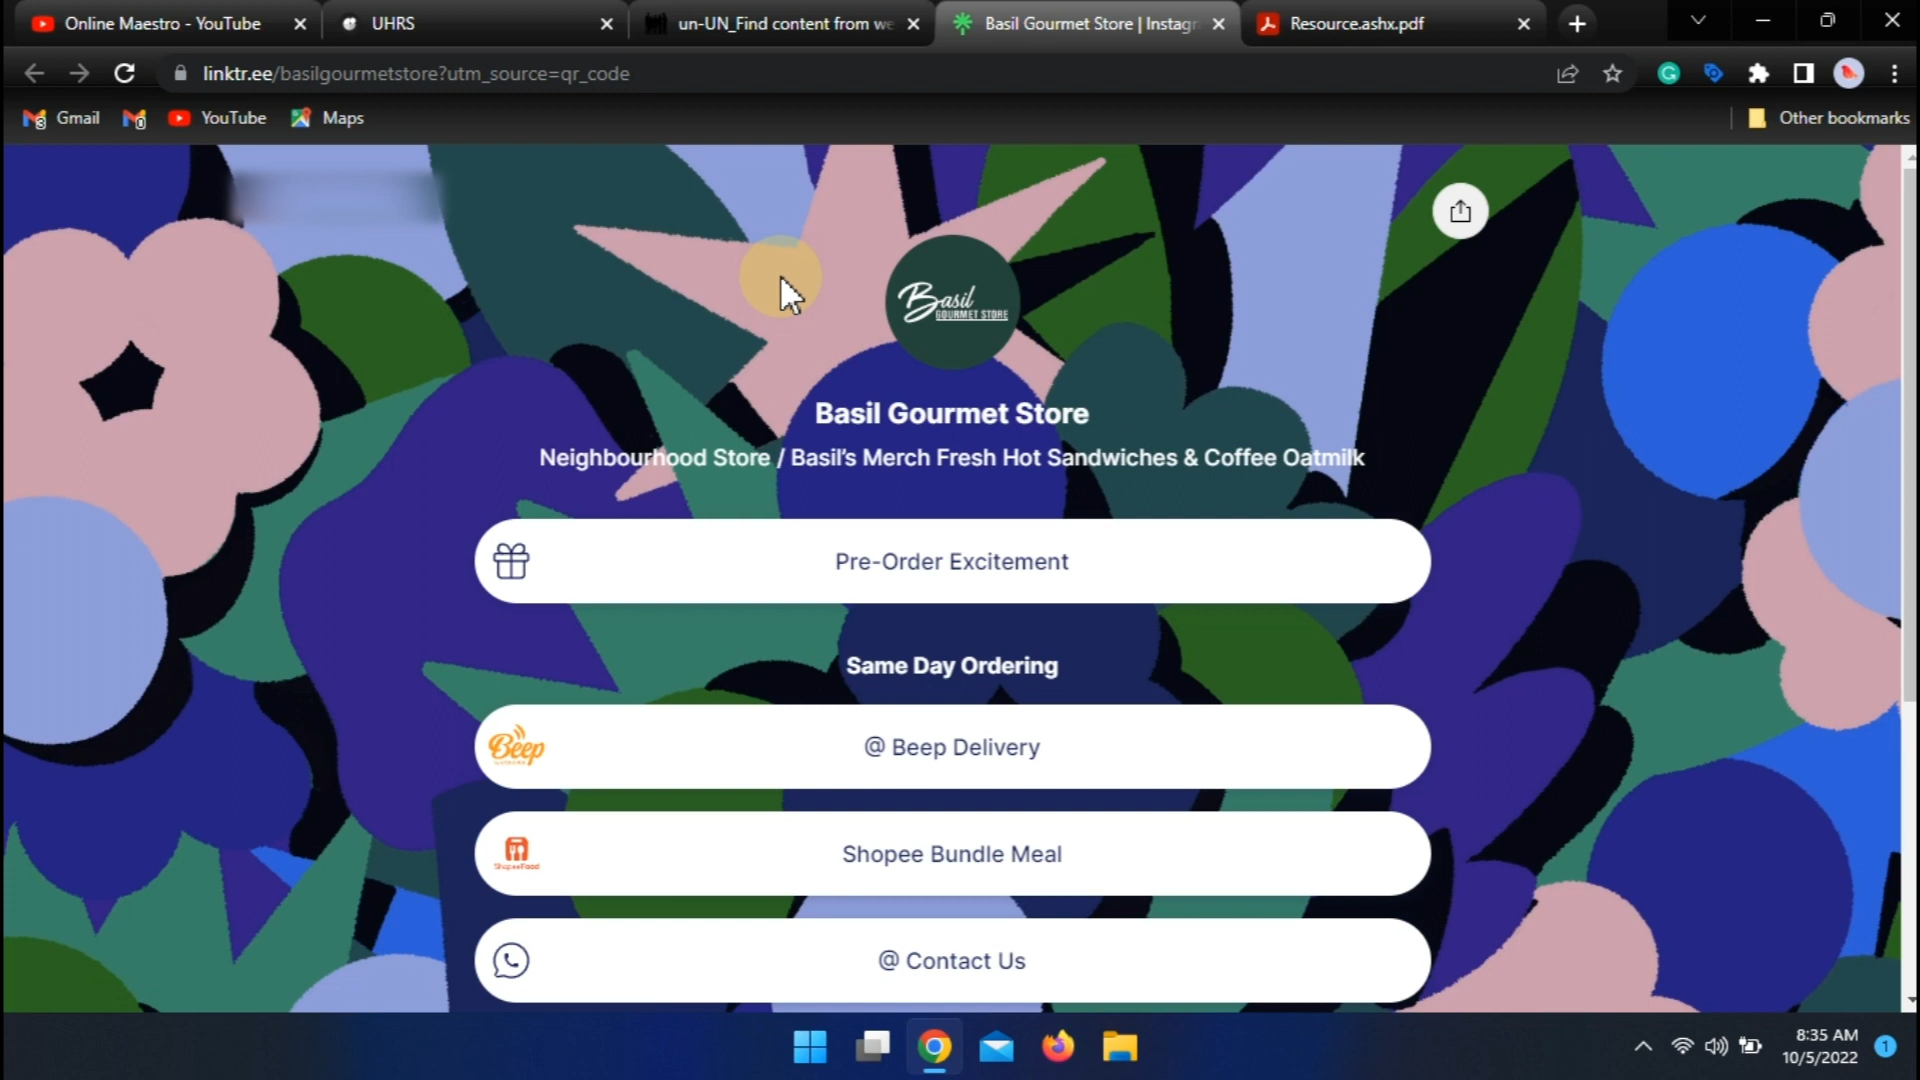 Online Maestro - YouTube
UHRS
un-UN_Find content from we
Basil Gourmet Store | Instagr
Resource.ashx.pdf
linktr.ee/basilgourmetstore?utm_source=qr_code
Gmail
YouTube
Maps
Other bookmarks
Basil
GOURMET STORE
Basil Gourmet Store
Neighbourhood Store / Basil's Merch Fresh Hot Sandwiches & Coffee Oatmilk
Pre-Order Excitement
Same Day Ordering
Beep
@ Beep Delivery
ShopeeFood
Shopee Bundle Meal
@ Contact Us
8:35 AM
10/5/2022
1